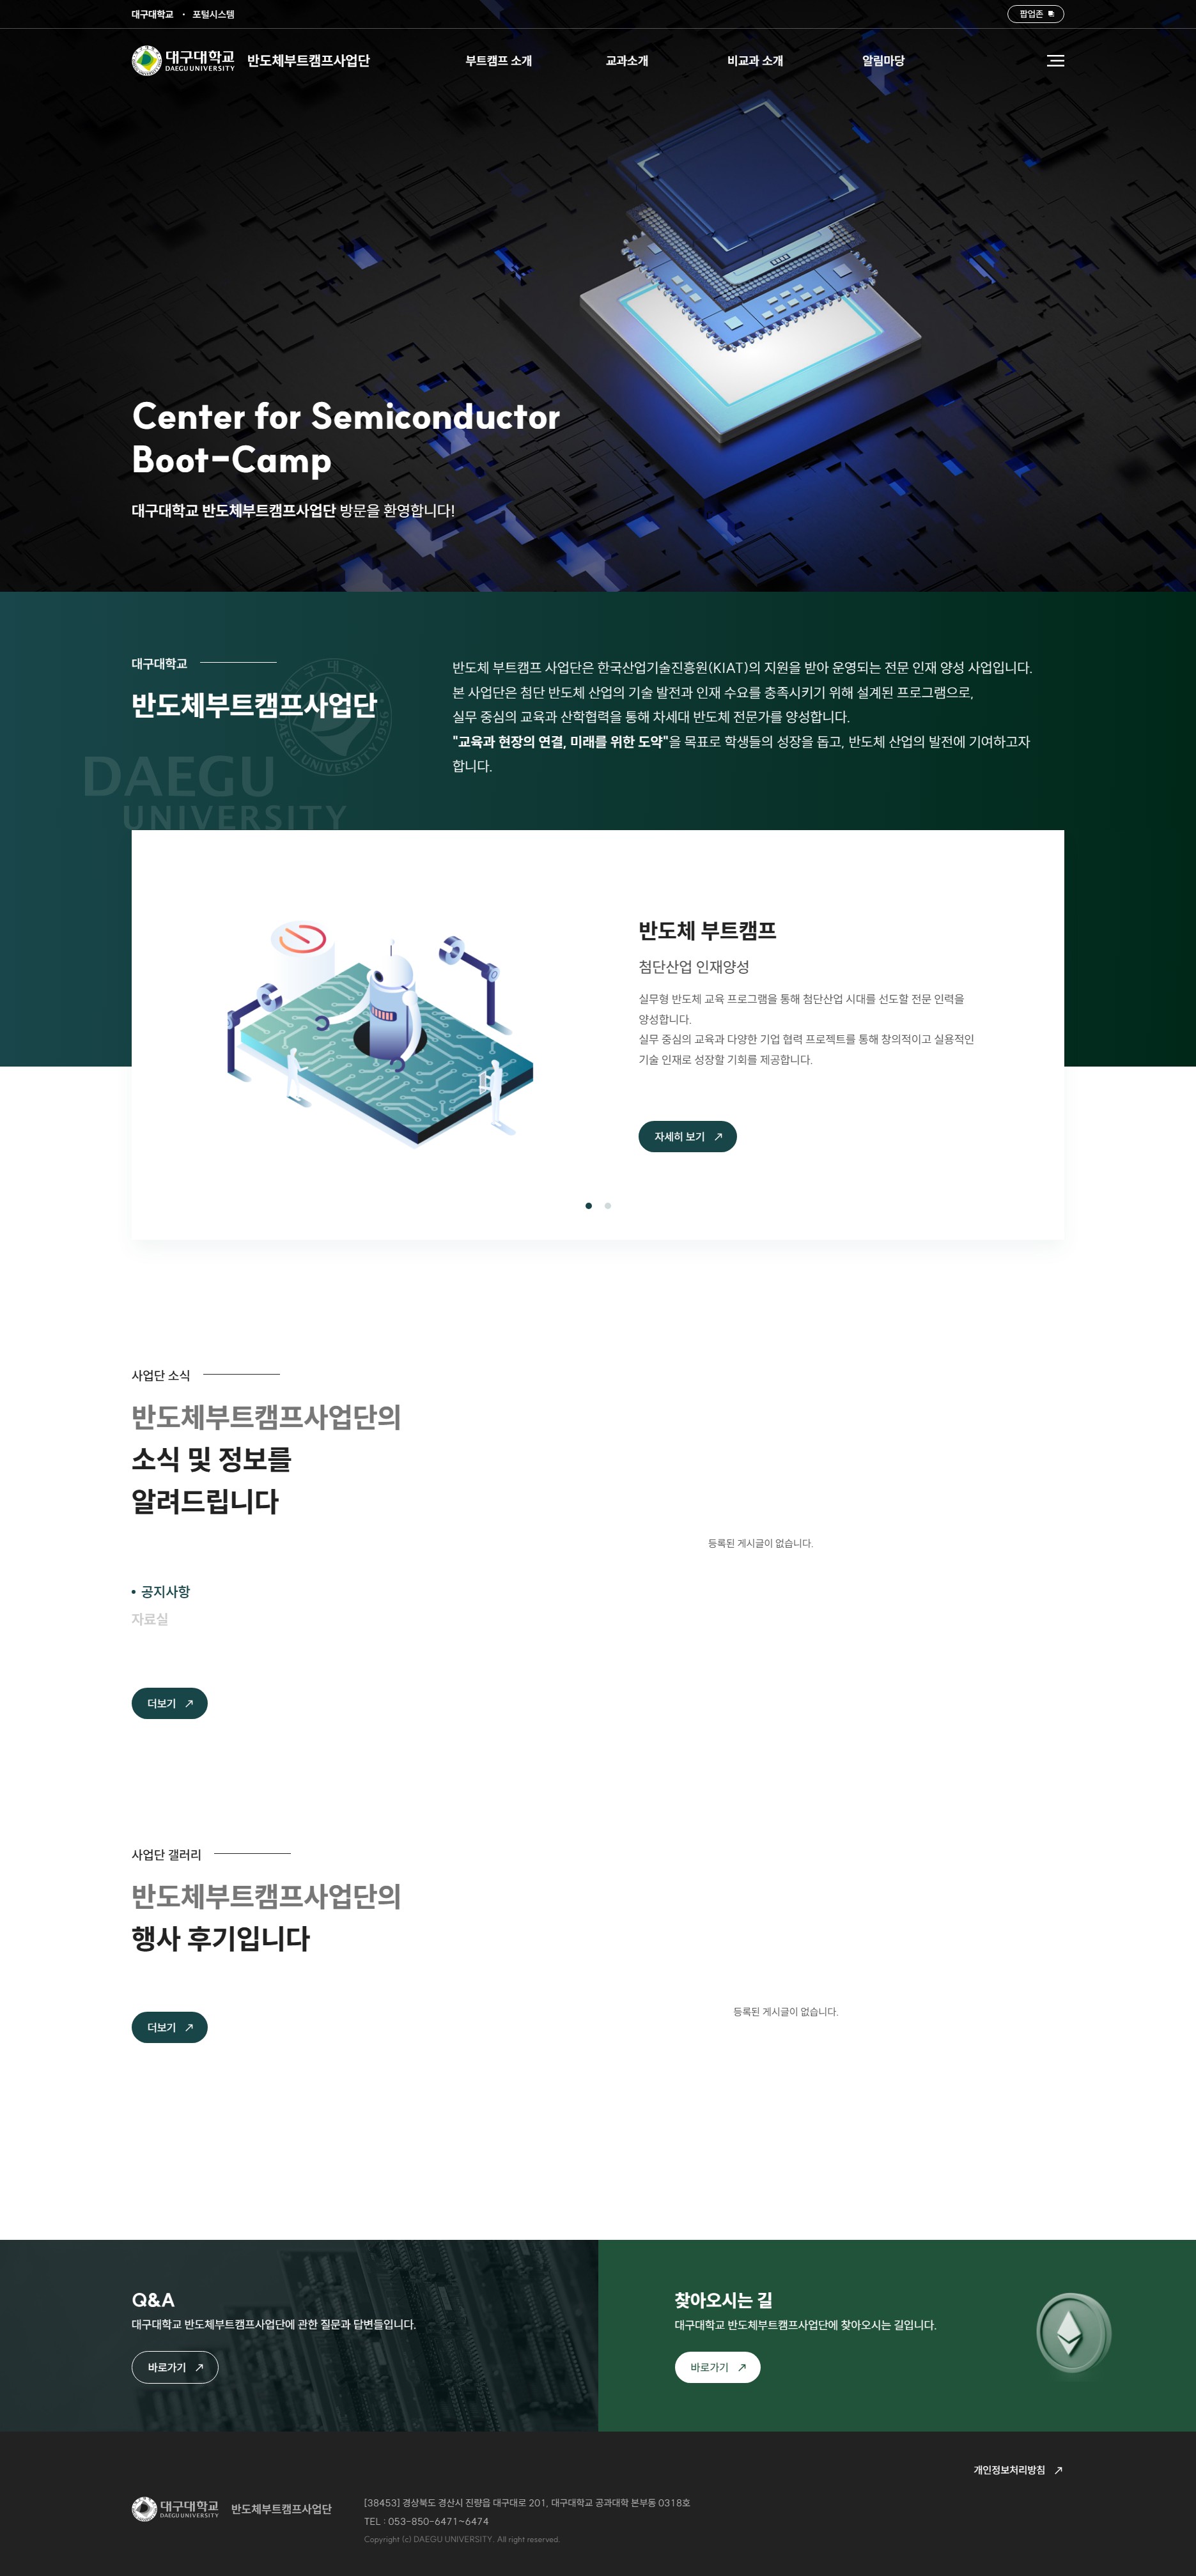 대구대학교 • 포털시스템
팝업존
대구대학교
DAEGU UNIVERSITY
반도체부트캠프사업단
부트캠프 소개
교과소개
비교과 소개
알림마당
Center for Semiconductor
Boot-Camp
대구대학교 반도체부트캠프사업단 방문을 환영합니다!
대구대학교
반도체부트캠프사업단
DAEGU
UNIVERSITY
반도체 부트캠프 사업단은 한국산업기술진흥원(KIAT)의 지원을 받아 운영되는 전문 인재 양성 사업입니다.
본 사업단은 첨단 반도체 산업의 기술 발전과 인재 수요를 충족시키기 위해 설계된 프로그램으로,
실무 중심의 교육과 산학협력을 통해 차세대 반도체 전문가를 양성합니다.
"교육과 현장의 연결, 미래를 위한 도약"을 목표로 학생들의 성장을 돕고, 반도체 산업의 발전에 기여하고자
합니다.
반도체 부트캠프
첨단산업 인재양성
실무형 반도체 교육 프로그램을 통해 첨단산업 시대를 선도할 전문 인력을
양성합니다.
실무 중심의 교육과 다양한 기업 협력 프로젝트를 통해 창의적이고 실용적인
기술 인재로 성장할 기회를 제공합니다.
자세히 보기
사업단 소식
반도체부트캠프사업단의
소식 및 정보를
알려드립니다
등록된 게시글이 없습니다.
• 공지사항
자료실
더보기
사업단 갤러리
반도체부트캠프사업단의
행사 후기입니다
등록된 게시글이 없습니다.
더보기
Q&A
대구대학교 반도체부트캠프사업단에 관한 질문과 답변들입니다.
바로가기
찾아오시는 길
대구대학교 반도체부트캠프사업단에 찾아오시는 길입니다.
바로가기
개인정보처리방침
대구대학교
DAEGU UNIVERSITY
반도체부트캠프사업단
[38453] 경상북도 경산시 진량읍 대구대로 201, 대구대학교 공과대학 본부동 0318호
TEL : 053-850-6471~6474
Copyright (c) DAEGU UNIVERSITY. All right reserved.